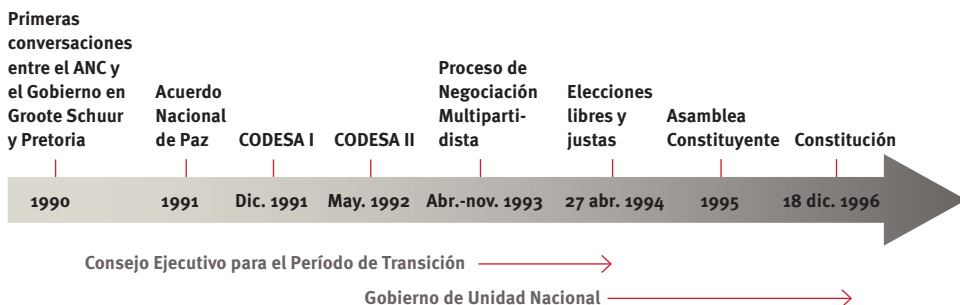 Primeras
conversaciones
entre el ANC y
el Gobierno en
Groote Schuur
y Pretoria
Acuerdo
Nacional
de Paz
CODESA I
CODESA II
Proceso de
Negociación
Multiparti-
dista
Elecciones
libres y
justas
Asamblea
Constituyente
Constitución
1990
1991
Dic. 1991
May. 1992
Abr.-nov. 1993
27 abr. 1994
1995
18 dic. 1996
Consejo Ejecutivo para el Período de Transición
Gobierno de Unidad Nacional